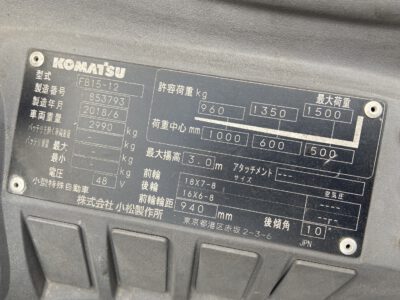 KOMATSU
型式 FB15-12
製造番号 853793
製造年月 2018/6
車両重量 2990
最大
最小
電圧 48 V
小型特殊自動車
株式会社 小松製作所
許容荷重 kg 最大荷重
960 1350 1500
荷重中心 mm
1000 600 500
最大揚高 3.0 m アタッチメント ---
サイズ
前輪 18X7-8 ----
後輪 16X6-8 ----
前輪輪距 940 mm 後傾角 10°
東京都港区赤坂2-3-6 JPN